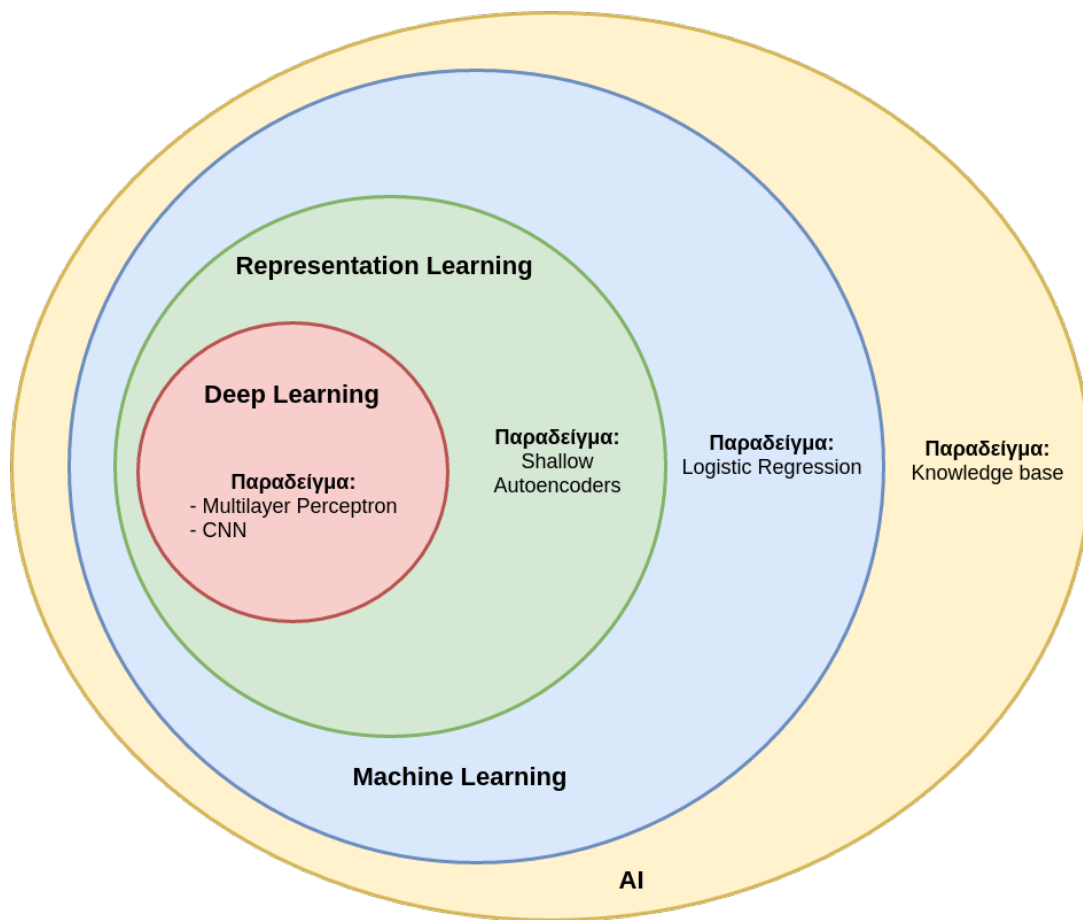 Representation Learning
Deep Learning
Παραδείγμα:
- Multilayer Perceptron
- CNN
Παραδείγμα:
Shallow
Autoencoders
Παραδείγμα:
Logistic Regression
Παραδείγμα:
Knowledge base
Machine Learning
AI